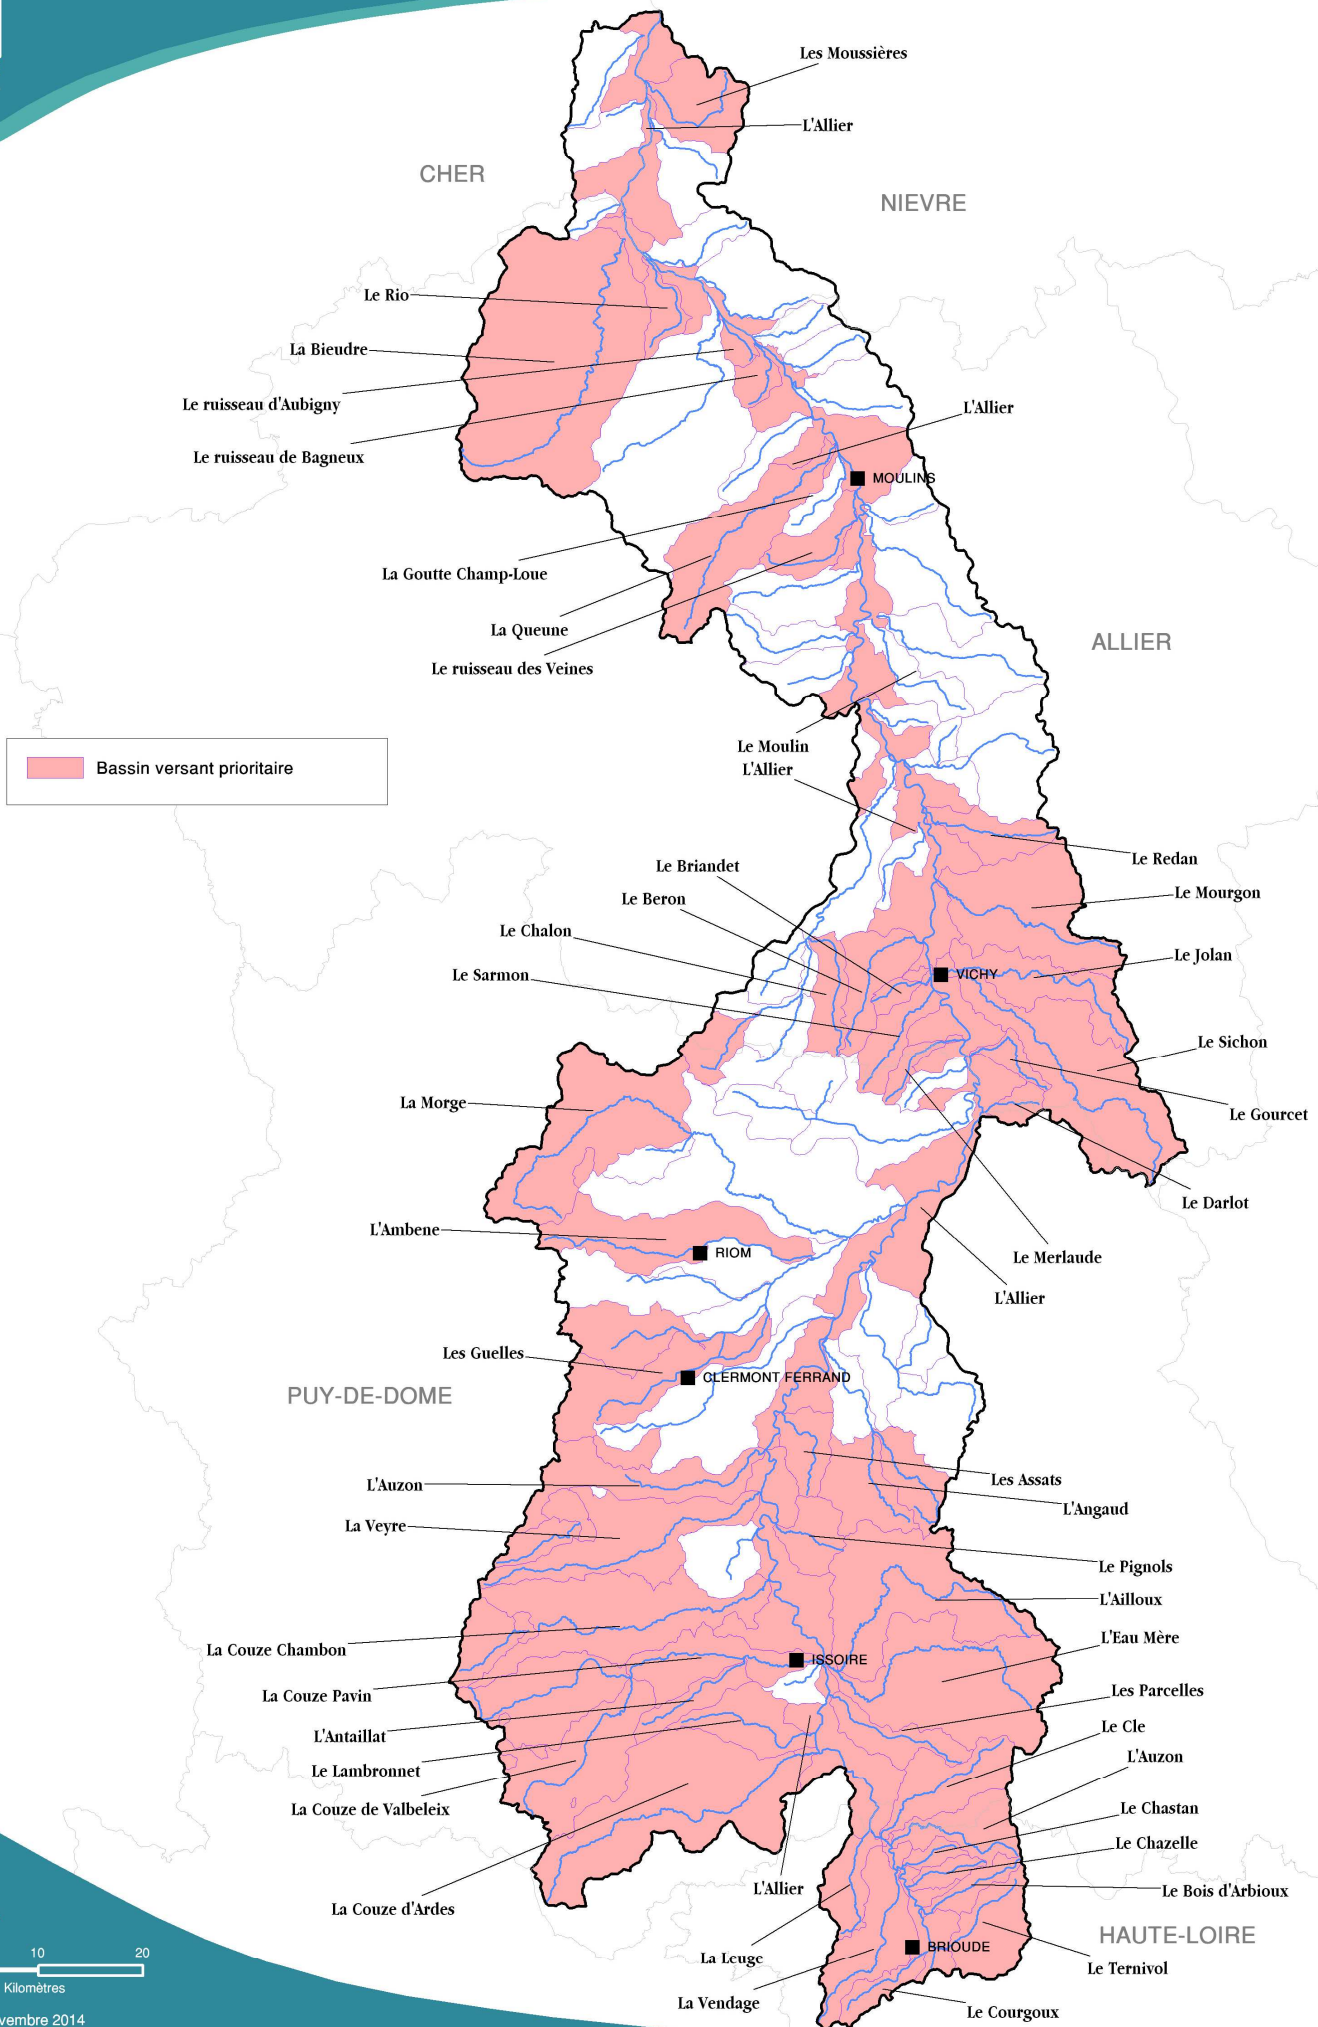 Les Moussières
L'Allier
CHER
NIEVRE
Le Rio
La Bieudre
Le ruisseau d'Aubigny
L'Allier
Le ruisseau de Bagneux
MOULINS
La Goutte Champ-Loue
La Queune
ALLIER
Le ruisseau des Veines
Le Moulin
Bassin versant prioritaire
L'Allier
Le Redan
Le Briandet
Le Mourgon
Le Beron
Le Chalon
Le Jolan
Le Sarmon
VICHY
Le Sichon
La Morge
Le Gourcet
Le Darlot
L'Ambene
RIOM
Le Merlaude
L'Allier
Les Guelles
CLERMONT FERRAND
PUY-DE-DOME
Les Assats
L'Auzon
L'Angaud
La Veyre
Le Pignols
L'Ailloux
L'Eau Mère
La Couze Chambon
ISSOIRE
Les Parcelles
La Couze Pavin
Le Cle
L'Antaillat
L'Auzon
Le Lambronnet
Le Chastan
La Couze de Valbeleix
Le Chazelle
L'Allier
Le Bois d'Arbioux
La Couze d'Ardes
HAUTE-LOIRE
BRIOUDE
La Leuge
Le Ternivol
La Vendage
Le Courgoux
10 20
Kilomètres
vembre 2014